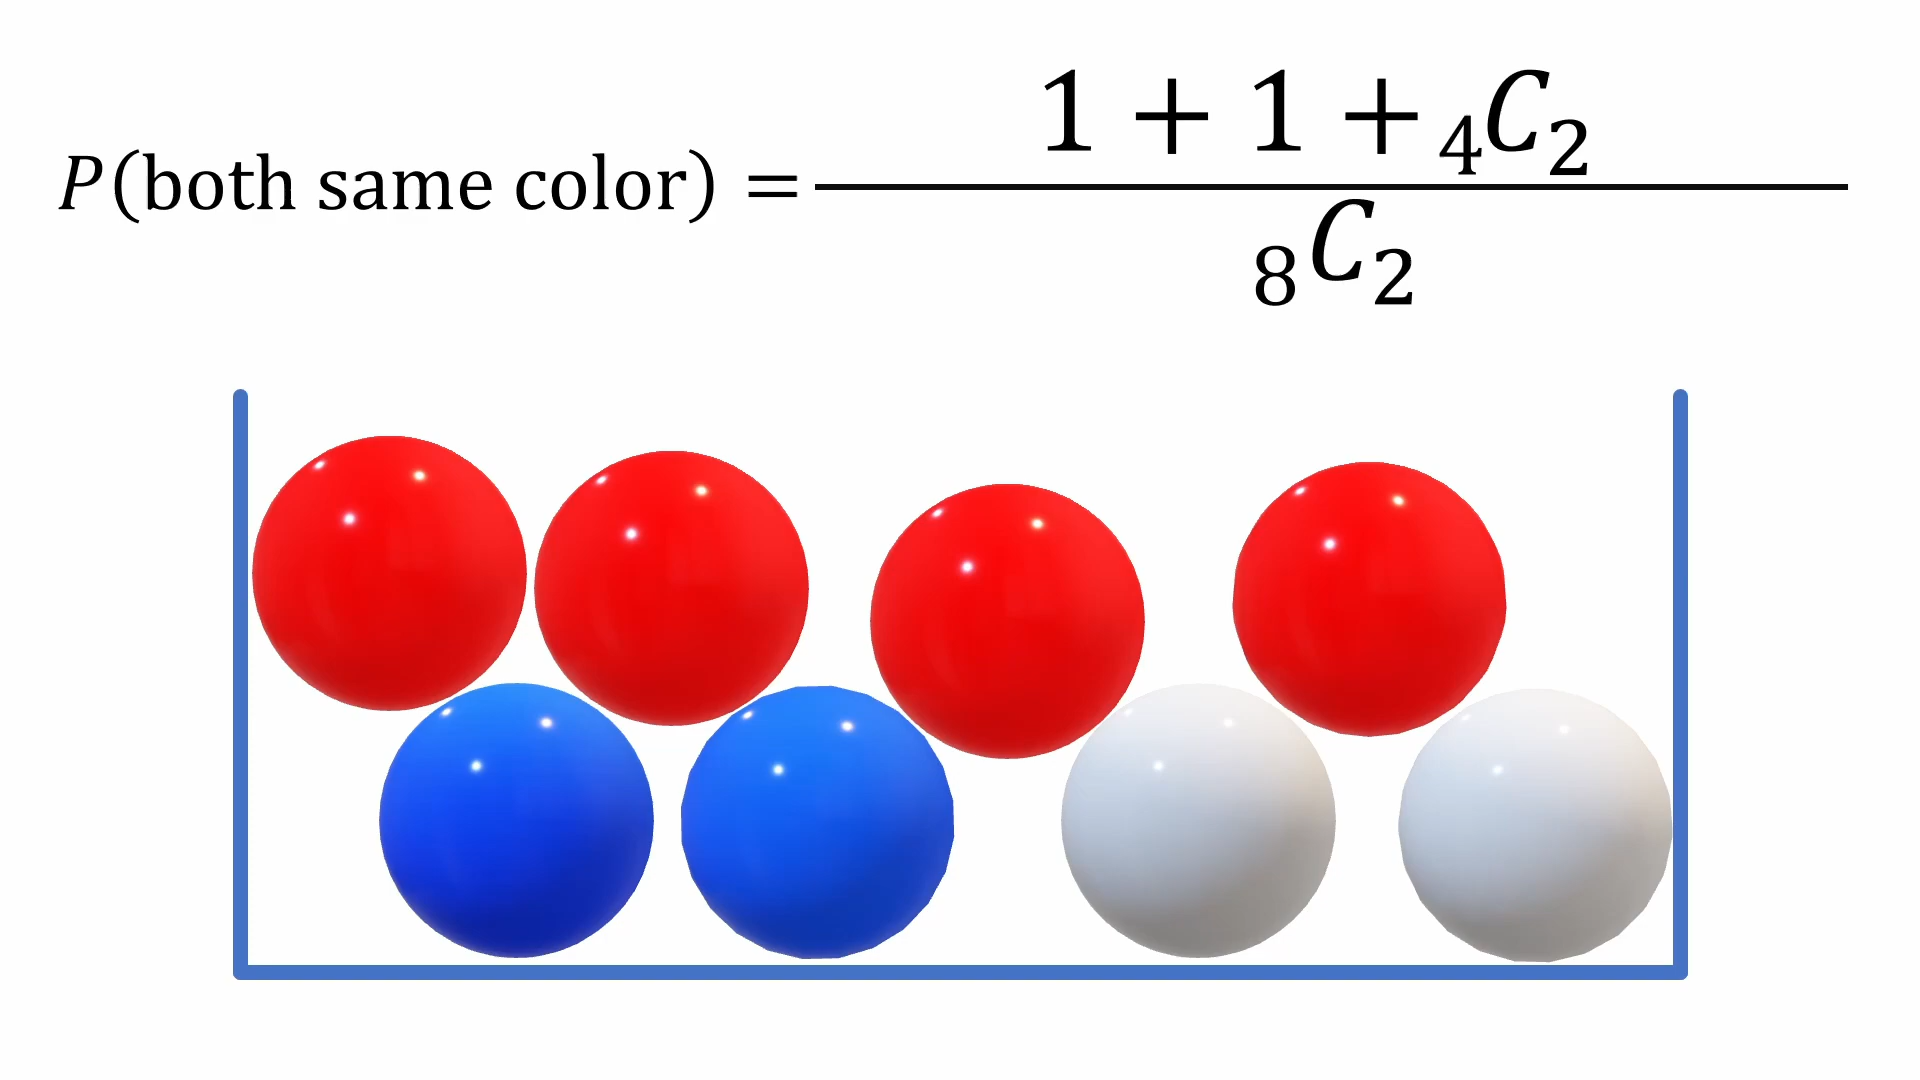 P(both same color) = 1 + 1 + ₄C₂
₈C₂